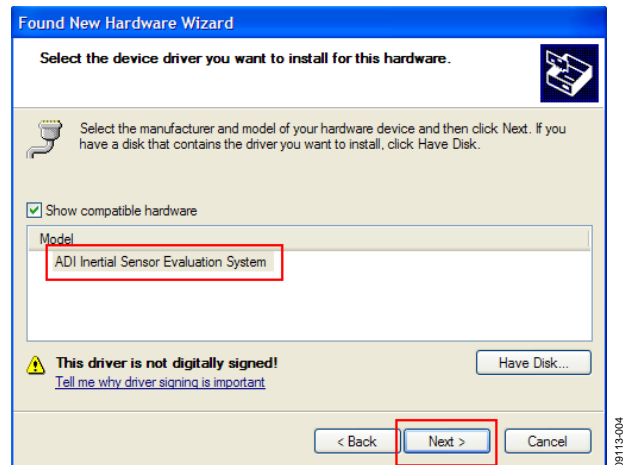 Found New Hardware Wizard
Select the device driver you want to install for this hardware.
Select the manufacturer and model of your hardware device and then click Next. If you
have a disk that contains the driver you want to install, click Have Disk.
Show compatible hardware
Model
ADI Inertial Sensor Evaluation System
This driver is not digitally signed!
Have Disk...
Tell me why driver signing is important
< Back
Next >
Cancel
09113-004